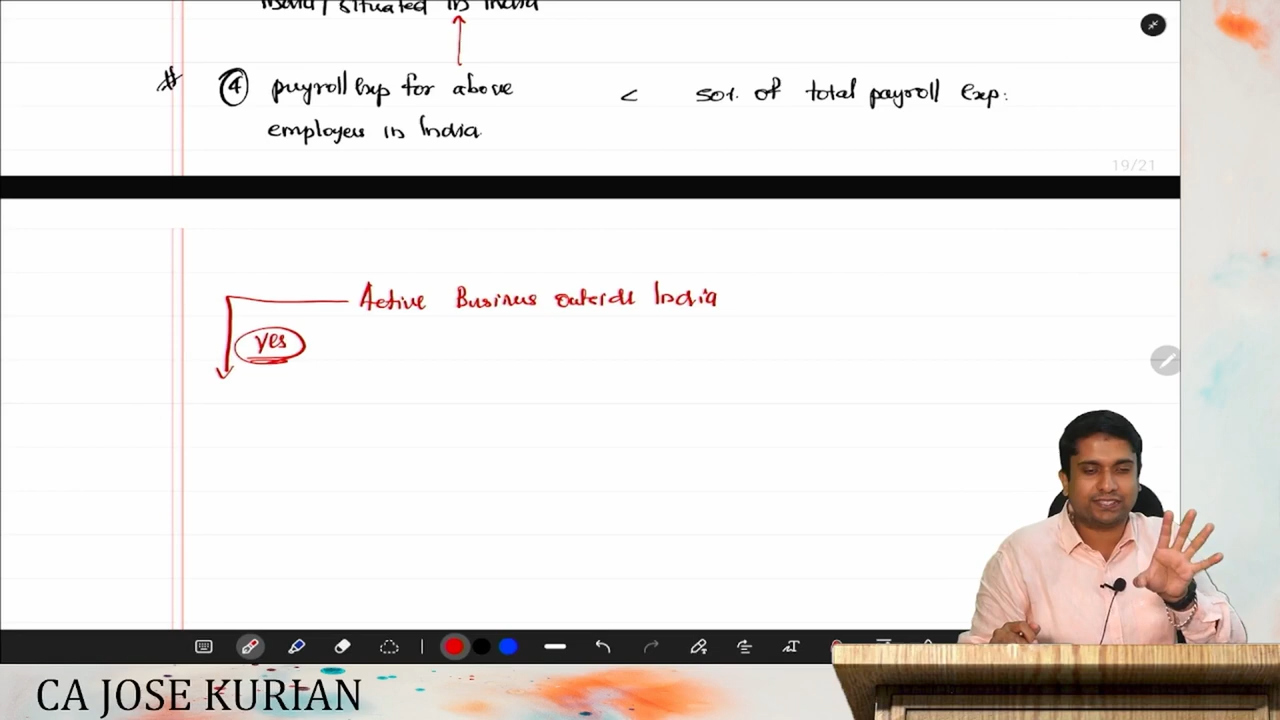 India / situated in India
# ④ payroll Exp for above < 50% of total payroll Exp:
employees in India
19/21
Active Business outside India
Yes
CA JOSE KURIAN